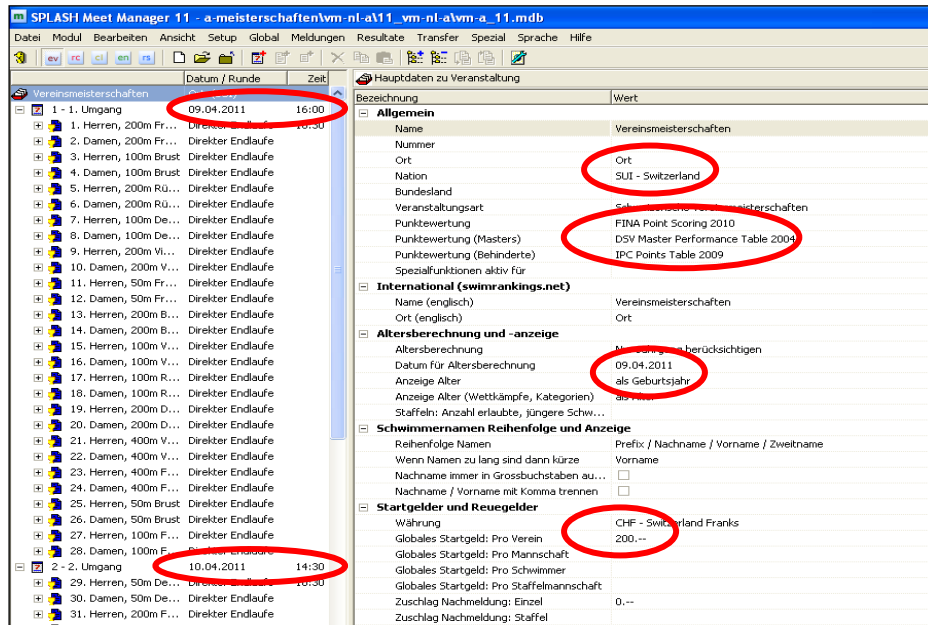 SPLASH Meet Manager 11 - a-meisterschaften\vm-nl-a\11_vm-nl-a\vm-a_11.mdb
Datei Modul Bearbeiten Ansicht Setup Global Meldungen Resultate Transfer Spezial Sprache Hilfe
ev rc cl en rs
Datum / Runde Zeit
Vereinsmeisterschaften
1 - 1. Umgang 09.04.2011 16:00
1. Herren, 200m Fr... Direkter Endlaufe 16:30
2. Damen, 200m Fr... Direkter Endlaufe
3. Herren, 100m Brust Direkter Endlaufe
4. Damen, 100m Brust Direkter Endlaufe
5. Herren, 200m Rü... Direkter Endlaufe
6. Damen, 200m Rü... Direkter Endlaufe
7. Herren, 100m De... Direkter Endlaufe
8. Damen, 100m De... Direkter Endlaufe
9. Herren, 200m Vi... Direkter Endlaufe
10. Damen, 200m V... Direkter Endlaufe
11. Herren, 50m Fr... Direkter Endlaufe
12. Damen, 50m Fr... Direkter Endlaufe
13. Herren, 200m B... Direkter Endlaufe
14. Damen, 200m B... Direkter Endlaufe
15. Herren, 100m V... Direkter Endlaufe
16. Damen, 100m V... Direkter Endlaufe
17. Herren, 100m R... Direkter Endlaufe
18. Damen, 100m R... Direkter Endlaufe
19. Herren, 200m D... Direkter Endlaufe
20. Damen, 200m D... Direkter Endlaufe
21. Herren, 400m V... Direkter Endlaufe
22. Damen, 400m V... Direkter Endlaufe
23. Herren, 400m F... Direkter Endlaufe
24. Damen, 400m F... Direkter Endlaufe
25. Herren, 50m Brust Direkter Endlaufe
26. Damen, 50m Brust Direkter Endlaufe
27. Herren, 100m F... Direkter Endlaufe
28. Damen, 100m F... Direkter Endlaufe
2 - 2. Umgang 10.04.2011 14:30
29. Herren, 50m De... Direkter Endlaufe 16:30
30. Damen, 50m De... Direkter Endlaufe
31. Herren, 200m F... Direkter Endlaufe
Hauptdaten zu Veranstaltung
Bezeichnung Wert
Allgemein
Name Vereinsmeisterschaften
Nummer
Ort Ort
Nation SUI - Switzerland
Bundesland
Veranstaltungsart Schweizerische Vereinsmeisterschaften
Punktewertung FINA Point Scoring 2010
Punktewertung (Masters) DSV Master Performance Table 2004
Punktewertung (Behinderte) IPC Points Table 2009
Spezialfunktionen aktiv für
International (swimrankings.net)
Name (englisch) Vereinsmeisterschaften
Ort (englisch) Ort
Altersberechnung und -anzeige
Altersberechnung Nur Jahrgang berücksichtigen
Datum für Altersberechnung 09.04.2011
Anzeige Alter als Geburtsjahr
Anzeige Alter (Wettkämpfe, Kategorien) als Alter
Staffeln: Anzahl erlaubte, jüngere Schw...
Schwimmernamen Reihenfolge und Anzeige
Reihenfolge Namen Prefix / Nachname / Vorname / Zweitname
Wenn Namen zu lang sind dann kürze Vorname
Nachname immer in Grossbuchstaben au...
Nachname / Vorname mit Komma trennen
Startgelder und Reuegelder
Währung CHF - Switzerland Franks
Globales Startgeld: Pro Verein 200.--
Globales Startgeld: Pro Mannschaft
Globales Startgeld: Pro Schwimmer
Globales Startgeld: Pro Staffelmannschaft
Zuschlag Nachmeldung: Einzel 0.--
Zuschlag Nachmeldung: Staffel